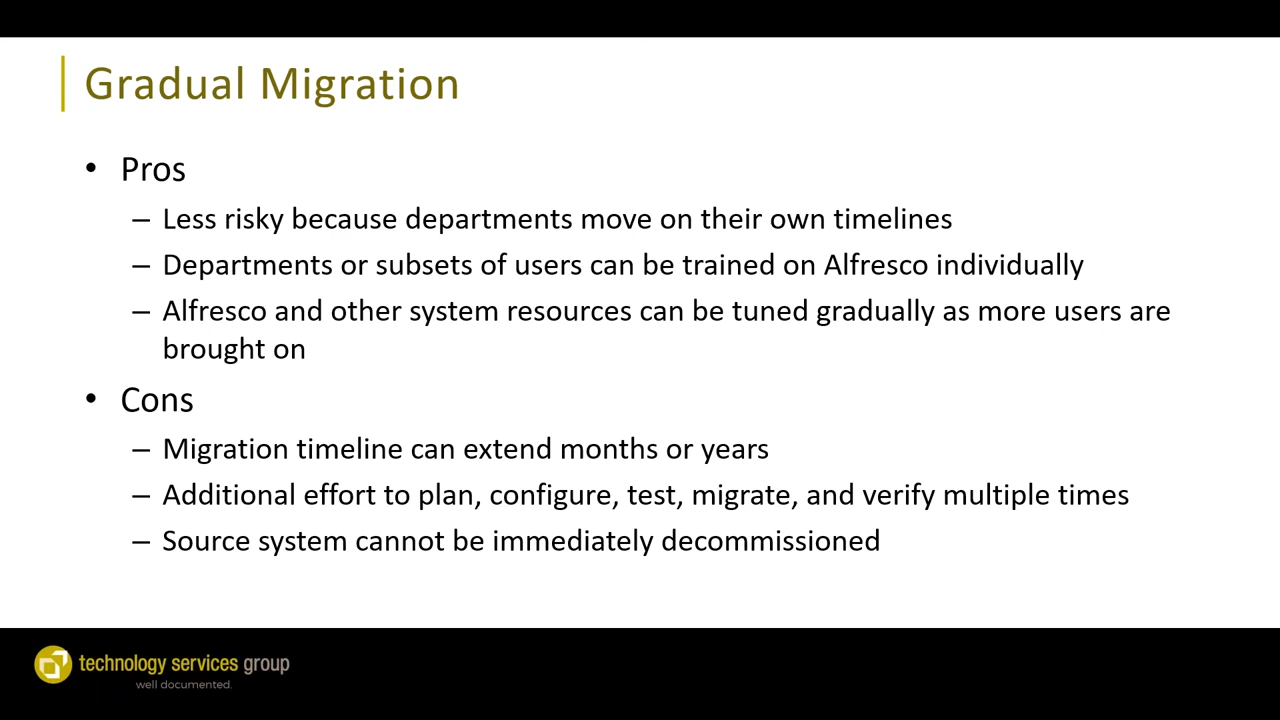 Gradual Migration
• Pros
– Less risky because departments move on their own timelines
– Departments or subsets of users can be trained on Alfresco individually
– Alfresco and other system resources can be tuned gradually as more users are
brought on
• Cons
– Migration timeline can extend months or years
– Additional effort to plan, configure, test, migrate, and verify multiple times
– Source system cannot be immediately decommissioned
technology services group
well documented.